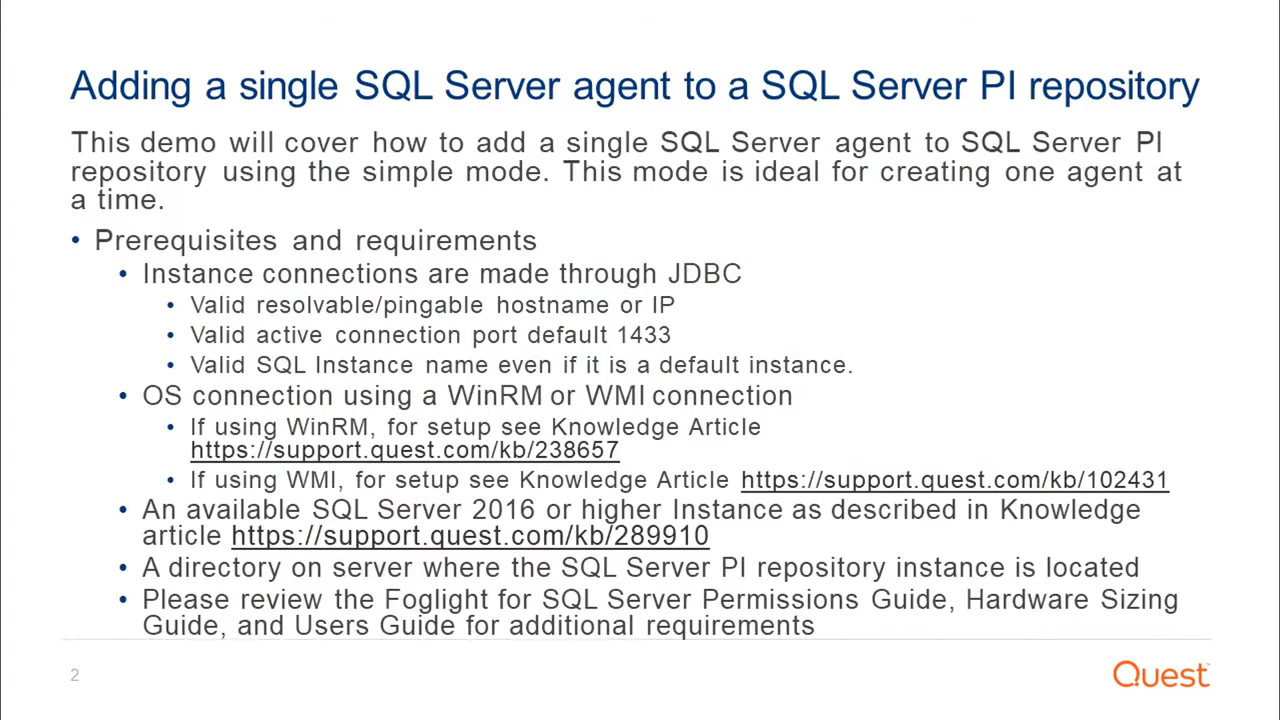 Adding a single SQL Server agent to a SQL Server PI repository
This demo will cover how to add a single SQL Server agent to SQL Server PI
repository using the simple mode. This mode is ideal for creating one agent at
a time.
• Prerequisites and requirements
• Instance connections are made through JDBC
• Valid resolvable/pingable hostname or IP
• Valid active connection port default 1433
• Valid SQL Instance name even if it is a default instance.
• OS connection using a WinRM or WMI connection
• If using WinRM, for setup see Knowledge Article
https://support.quest.com/kb/238657
• If using WMI, for setup see Knowledge Article https://support.quest.com/kb/102431
• An available SQL Server 2016 or higher Instance as described in Knowledge
article https://support.quest.com/kb/289910
• A directory on server where the SQL Server PI repository instance is located
• Please review the Foglight for SQL Server Permissions Guide, Hardware Sizing
Guide, and Users Guide for additional requirements
2
Quest